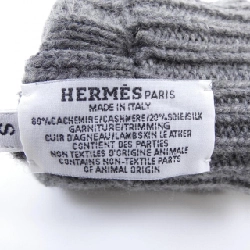 HERMÈS PARIS
MADE IN ITALY
80%CACHEMIRE/CASHMERE/20%SOIE/SILK
GARNITURE/TRIMMING
CUIR D'AGNEAU/LAMBSKIN LEATHER
CONTIENT DES PARTIES
NON TEXTILES D'ORIGINE ANIMALE
CONTAINS NON-TEXTILE PARTS
OF ANIMAL ORIGIN
S